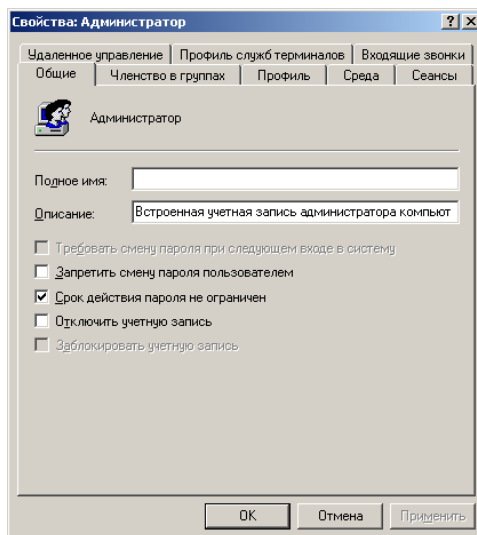 Свойства: Администратор
Удаленное управление Профиль служб терминалов Входящие звонки
Общие Членство в группах Профиль Среда Сеансы
Администратор
Полное имя:
Описание: Встроенная учетная запись администратора компьют
Требовать смену пароля при следующем входе в систему
Запретить смену пароля пользователем
Срок действия пароля не ограничен
Отключить учетную запись
Заблокировать учетную запись
OK Отмена Применить